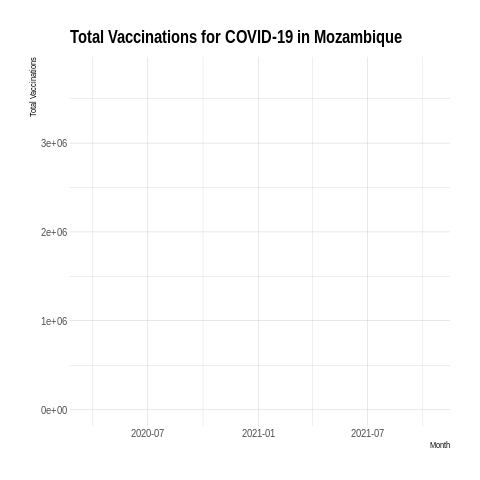 Total Vaccinations for COVID-19 in Mozambique
Total Vaccinations
3e+06
2e+06
1e+06
0e+00
2020-07 2021-01 2021-07
Month